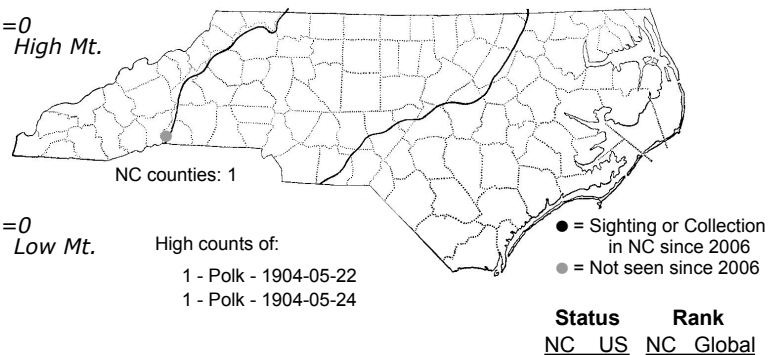 =0
High Mt.
NC counties: 1
=0
Low Mt.
High counts of:
1 - Polk - 1904-05-22
1 - Polk - 1904-05-24
● = Sighting or Collection
in NC since 2006
● = Not seen since 2006
Status Rank
NC US NC Global